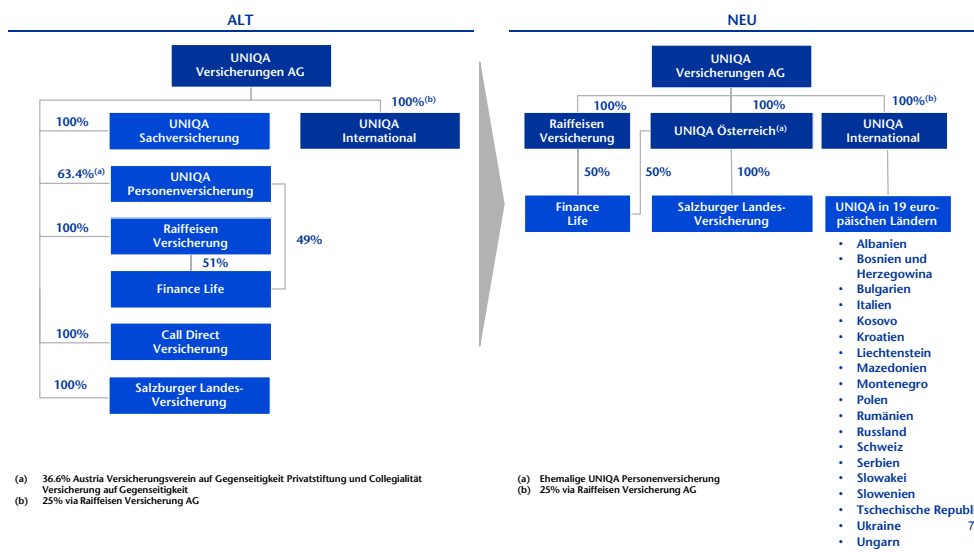 ALT
UNIQA
Versicherungen AG
100%(b)
100%
UNIQA
Sachversicherung
UNIQA
International
63.4%(a)
UNIQA
Personenversicherung
100%
Raiffeisen
Versicherung
49%
51%
Finance Life
100%
Call Direct
Versicherung
100%
Salzburger Landes-
Versicherung
(a) 36.6% Austria Versicherungsverein auf Gegenseitigkeit Privatstiftung und Collegialität
Versicherung auf Gegenseitigkeit
(b) 25% via Raiffeisen Versicherung AG
NEU
UNIQA
Versicherungen AG
100%
100%
100%(b)
Raiffeisen
Versicherung
UNIQA Österreich(a)
UNIQA
International
50%
50%
100%
Finance
Life
Salzburger Landes-
Versicherung
UNIQA in 19 euro-
päischen Ländern
• Albanien
• Bosnien und
Herzegowina
• Bulgarien
• Italien
• Kosovo
• Kroatien
• Liechtenstein
• Mazedonien
• Montenegro
• Polen
• Rumänien
• Russland
• Schweiz
• Serbien
• Slowakei
• Slowenien
• Tschechische Republi
• Ukraine
• Ungarn
(a) Ehemalige UNIQA Personenversicherung
(b) 25% via Raiffeisen Versicherung AG
7